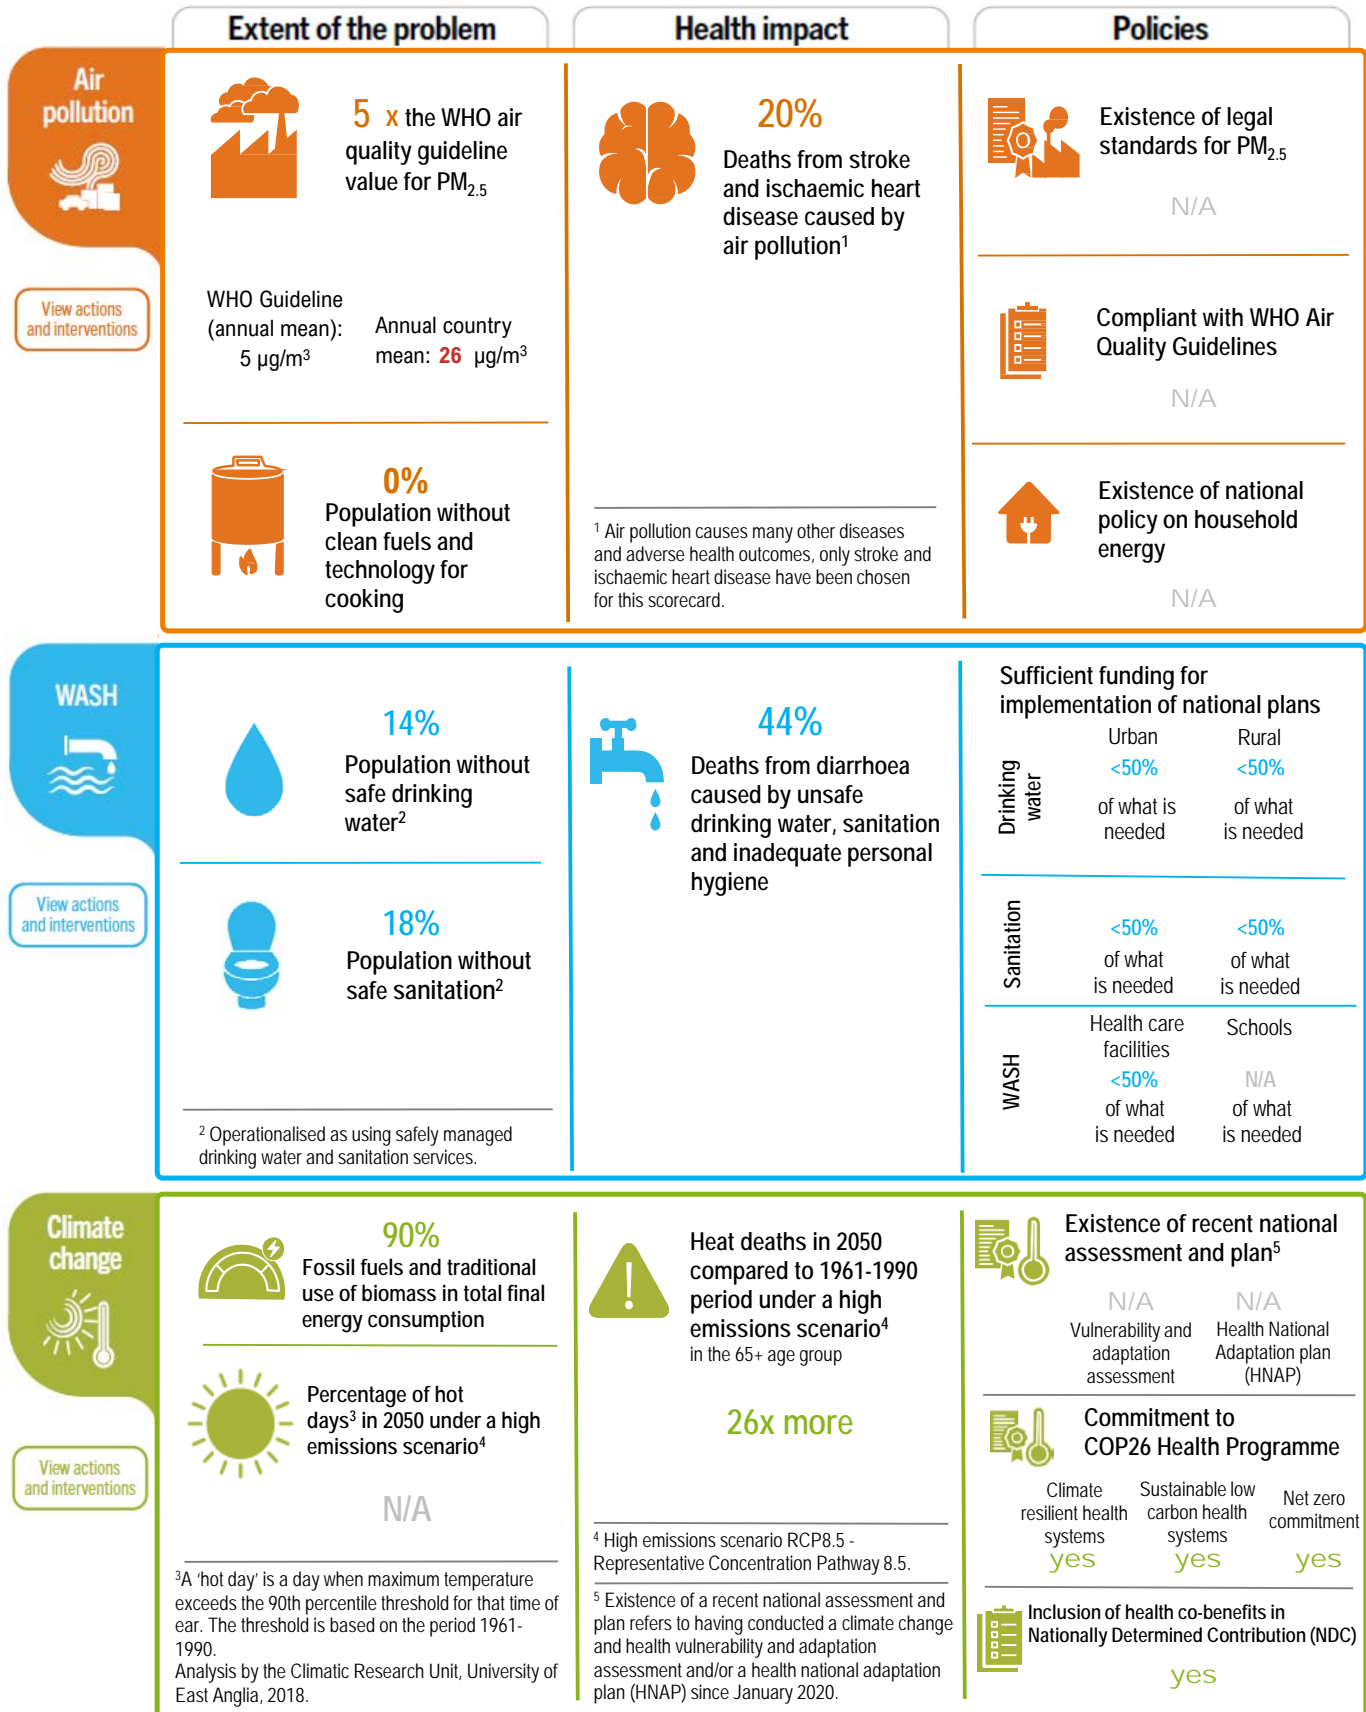 Extent of the problem
Health impact
Policies
Air
pollution
View actions
and interventions
5 x the WHO air
quality guideline
value for PM2.5
WHO Guideline
(annual mean):
5 µg/m³
Annual country
mean: 26 µg/m³
0%
Population without
clean fuels and
technology for
cooking
20%
Deaths from stroke
and ischaemic heart
disease caused by
air pollution¹
¹ Air pollution causes many other diseases
and adverse health outcomes, only stroke and
ischaemic heart disease have been chosen
for this scorecard.
Existence of legal
standards for PM2.5
N/A
Compliant with WHO Air
Quality Guidelines
N/A
Existence of national
policy on household
energy
N/A
WASH
View actions
and interventions
14%
Population without
safe drinking
water²
18%
Population without
safe sanitation²
² Operationalised as using safely managed
drinking water and sanitation services.
44%
Deaths from diarrhoea
caused by unsafe
drinking water, sanitation
and inadequate personal
hygiene
Sufficient funding for
implementation of national plans
Urban
Rural
Drinking
water
<50%
<50%
of what is
needed
of what
is needed
Sanitation
<50%
<50%
of what
is needed
of what
is needed
WASH
Health care
facilities
Schools
<50%
N/A
of what
is needed
of what
is needed
Climate
change
View actions
and interventions
90%
Fossil fuels and traditional
use of biomass in total final
energy consumption
Percentage of hot
days³ in 2050 under a high
emissions scenario⁴
N/A
³A 'hot day' is a day when maximum temperature
exceeds the 90th percentile threshold for that time of
ear. The threshold is based on the period 1961-
1990.
Analysis by the Climatic Research Unit, University of
East Anglia, 2018.
Heat deaths in 2050
compared to 1961-1990
period under a high
emissions scenario⁴
in the 65+ age group
26x more
⁴ High emissions scenario RCP8.5 -
Representative Concentration Pathway 8.5.
⁵ Existence of a recent national assessment and
plan refers to having conducted a climate change
and health vulnerability and adaptation
assessment and/or a health national adaptation
plan (HNAP) since January 2020.
Existence of recent national
assessment and plan⁵
N/A
Vulnerability and
adaptation
assessment
N/A
Health National
Adaptation plan
(HNAP)
Commitment to
COP26 Health Programme
Climate
resilient health
systems
yes
Sustainable low
carbon health
systems
yes
Net zero
commitment
yes
Inclusion of health co-benefits in
Nationally Determined Contribution (NDC)
yes